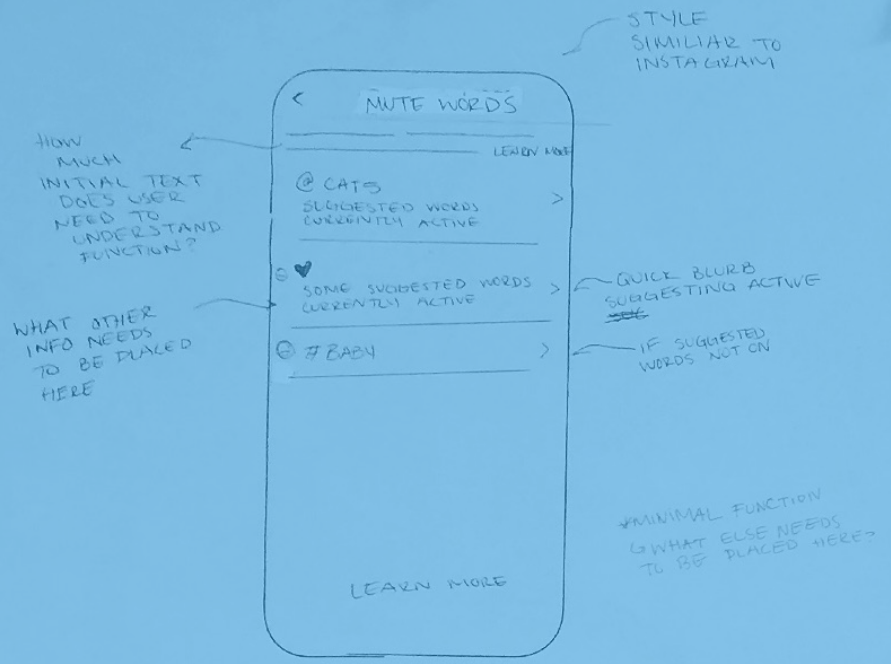 STYLE
SIMILIAR TO
INSTAGRAM
<
MUTE WORDS
LEARN MORE
HOW
MUCH
INITIAL TEXT
DOES USER
NEED TO
UNDERSTAND
FUNCTION?
@ CATS
SUGGESTED WORDS
CURRENTLY ACTIVE
>
♥
SOME SUGGESTED WORDS
CURRENTLY ACTIVE
>
QUICK BLURB
SUGGESTING ACTIVE
WHAT OTHER
INFO NEEDS
TO BE PLACED
HERE
# BABY
>
IF SUGGESTED
WORDS NOT ON
*MINIMAL FUNCTION
↳ WHAT ELSE NEEDS
TO BE PLACED HERE?
LEARN MORE